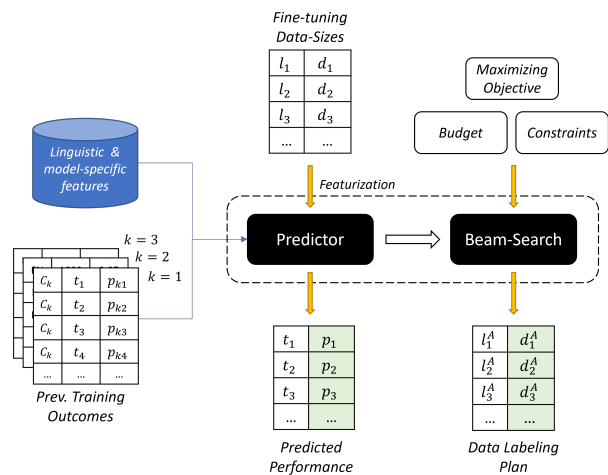 Fine-tuning
Data-Sizes
l₁ d₁
l₂ d₂
l₃ d₃
... ...
Maximizing
Objective
Budget
Constraints
Linguistic &
model-specific
features
Featurization
Predictor
Beam-Search
k = 3
k = 2
k = 1
Cₖ t₁ pₖ₁
Cₖ t₂ pₖ₂
Cₖ t₃ pₖ₃
Cₖ t₄ pₖ₄
... ... ...
Prev. Training
Outcomes
t₁ p₁
t₂ p₂
t₃ p₃
... ...
Predicted
Performance
l₁ᴬ d₁ᴬ
l₂ᴬ d₂ᴬ
l₃ᴬ d₃ᴬ
... ...
Data Labeling
Plan